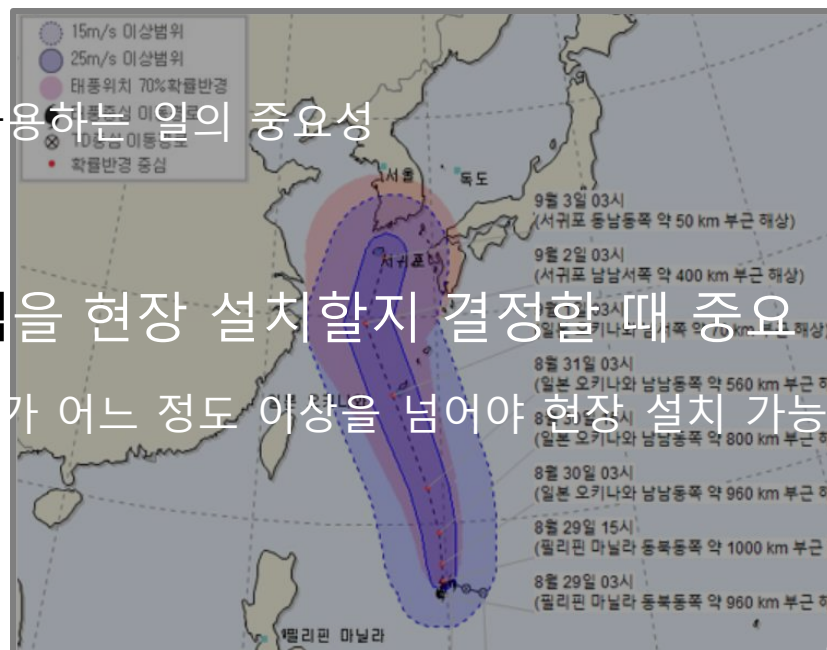 15m/s 이상범위
25m/s 이상범위
태풍위치 70%확률반경
용하는 일의 중요성
TD중심 이동경로
확률반경 중심
서울
독도
9월 3일 03시
(서귀포 동남동쪽 약 50 km 부근 해상)
서귀포
9월 2일 03시
(서귀포 남남서쪽 약 400 km 부근 해상)
을 현장 설치할지 결정할 때 중요
8월 31일 03시
(일본 오키나와 남남동쪽 약 560 km 부근
가 어느 정도 이상을 넘어야 현장 설치 가능
(일본 오키나와 남남동쪽 약 800 km 부근
8월 30일 03시
(일본 오키나와 남남동쪽 약 960 km 부근
8월 29일 15시
(필리핀 마닐라 동북동쪽 약 1000 km 부근
8월 29일 03시
(필리핀 마닐라 동북동쪽 약 960 km 부근
필리핀 마닐라